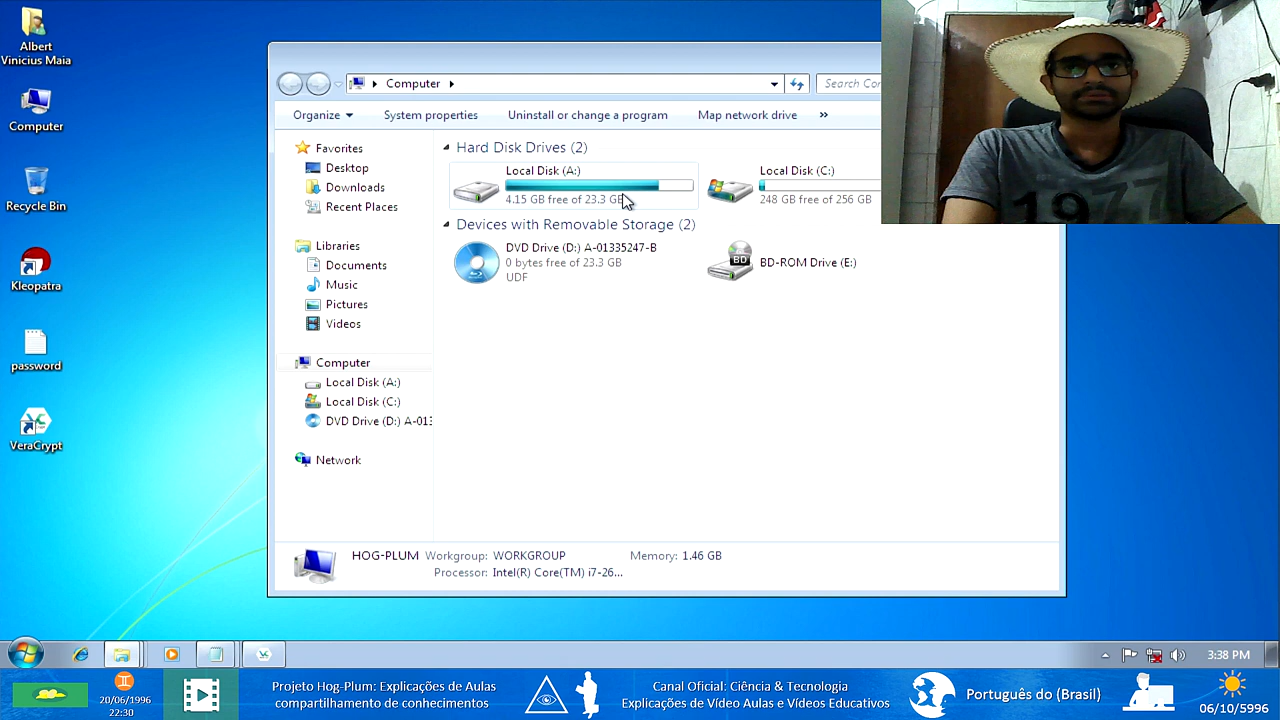 Albert
Vinicius Maia
Computer
Recycle Bin
Kleopatra
password
VeraCrypt
Computer
Search Co
Organize
System properties
Uninstall or change a program
Map network drive
»
Favorites
Desktop
Downloads
Recent Places
Libraries
Documents
Music
Pictures
Videos
Computer
Local Disk (A:)
Local Disk (C:)
DVD Drive (D:) A-013
Network
Hard Disk Drives (2)
Local Disk (A:)
4.15 GB free of 23.3 GB
Local Disk (C:)
248 GB free of 256 GB
Devices with Removable Storage (2)
DVD Drive (D:) A-01335247-B
0 bytes free of 23.3 GB
UDF
BD
BD-ROM Drive (E:)
HOG-PLUM Workgroup: WORKGROUP Memory: 1.46 GB
Processor: Intel(R) Core(TM) i7-26...
1977
3:38 PM
20/06/1996
22:30
Projeto Hog-Plum: Explicações de Aulas
compartilhamento de conhecimentos
Canal Oficial: Ciência & Tecnologia
Explicações de Vídeo Aulas e Vídeos Educativos
Português do (Brasil)
06/10/5996